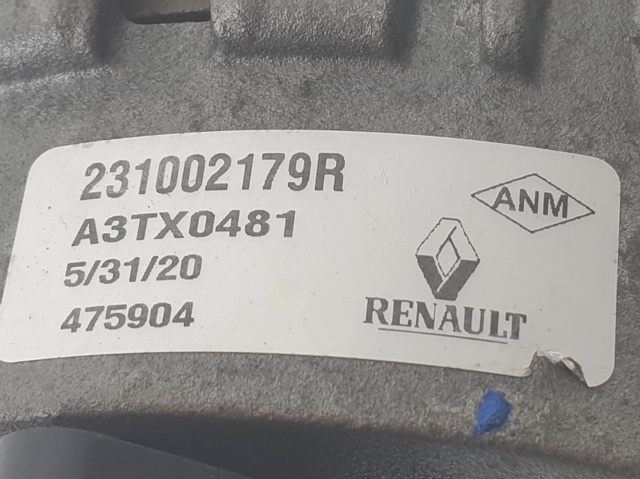 231002179R
A3TX0481
5/31/20
475904
ANM
RENAULT